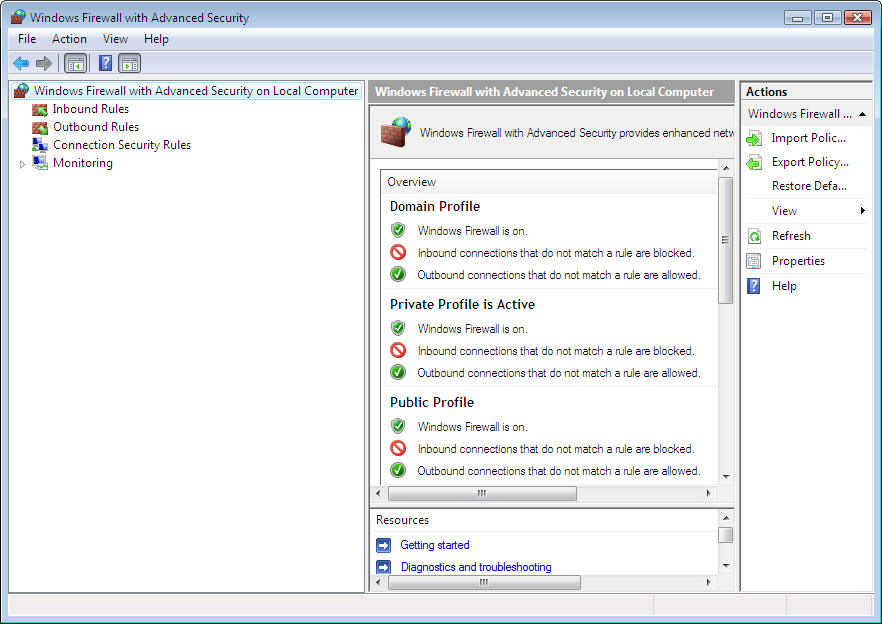 Windows Firewall with Advanced Security
File Action View Help
Windows Firewall with Advanced Security on Local Computer
Inbound Rules
Outbound Rules
Connection Security Rules
Monitoring
Windows Firewall with Advanced Security on Local Computer
Windows Firewall with Advanced Security provides enhanced netw
Overview
Domain Profile
Windows Firewall is on.
Inbound connections that do not match a rule are blocked.
Outbound connections that do not match a rule are allowed.
Private Profile is Active
Windows Firewall is on.
Inbound connections that do not match a rule are blocked.
Outbound connections that do not match a rule are allowed.
Public Profile
Windows Firewall is on.
Inbound connections that do not match a rule are blocked.
Outbound connections that do not match a rule are allowed.
Resources
Getting started
Diagnostics and troubleshooting
Actions
Windows Firewall ...
Import Polic...
Export Policy...
Restore Defa...
View
Refresh
Properties
Help